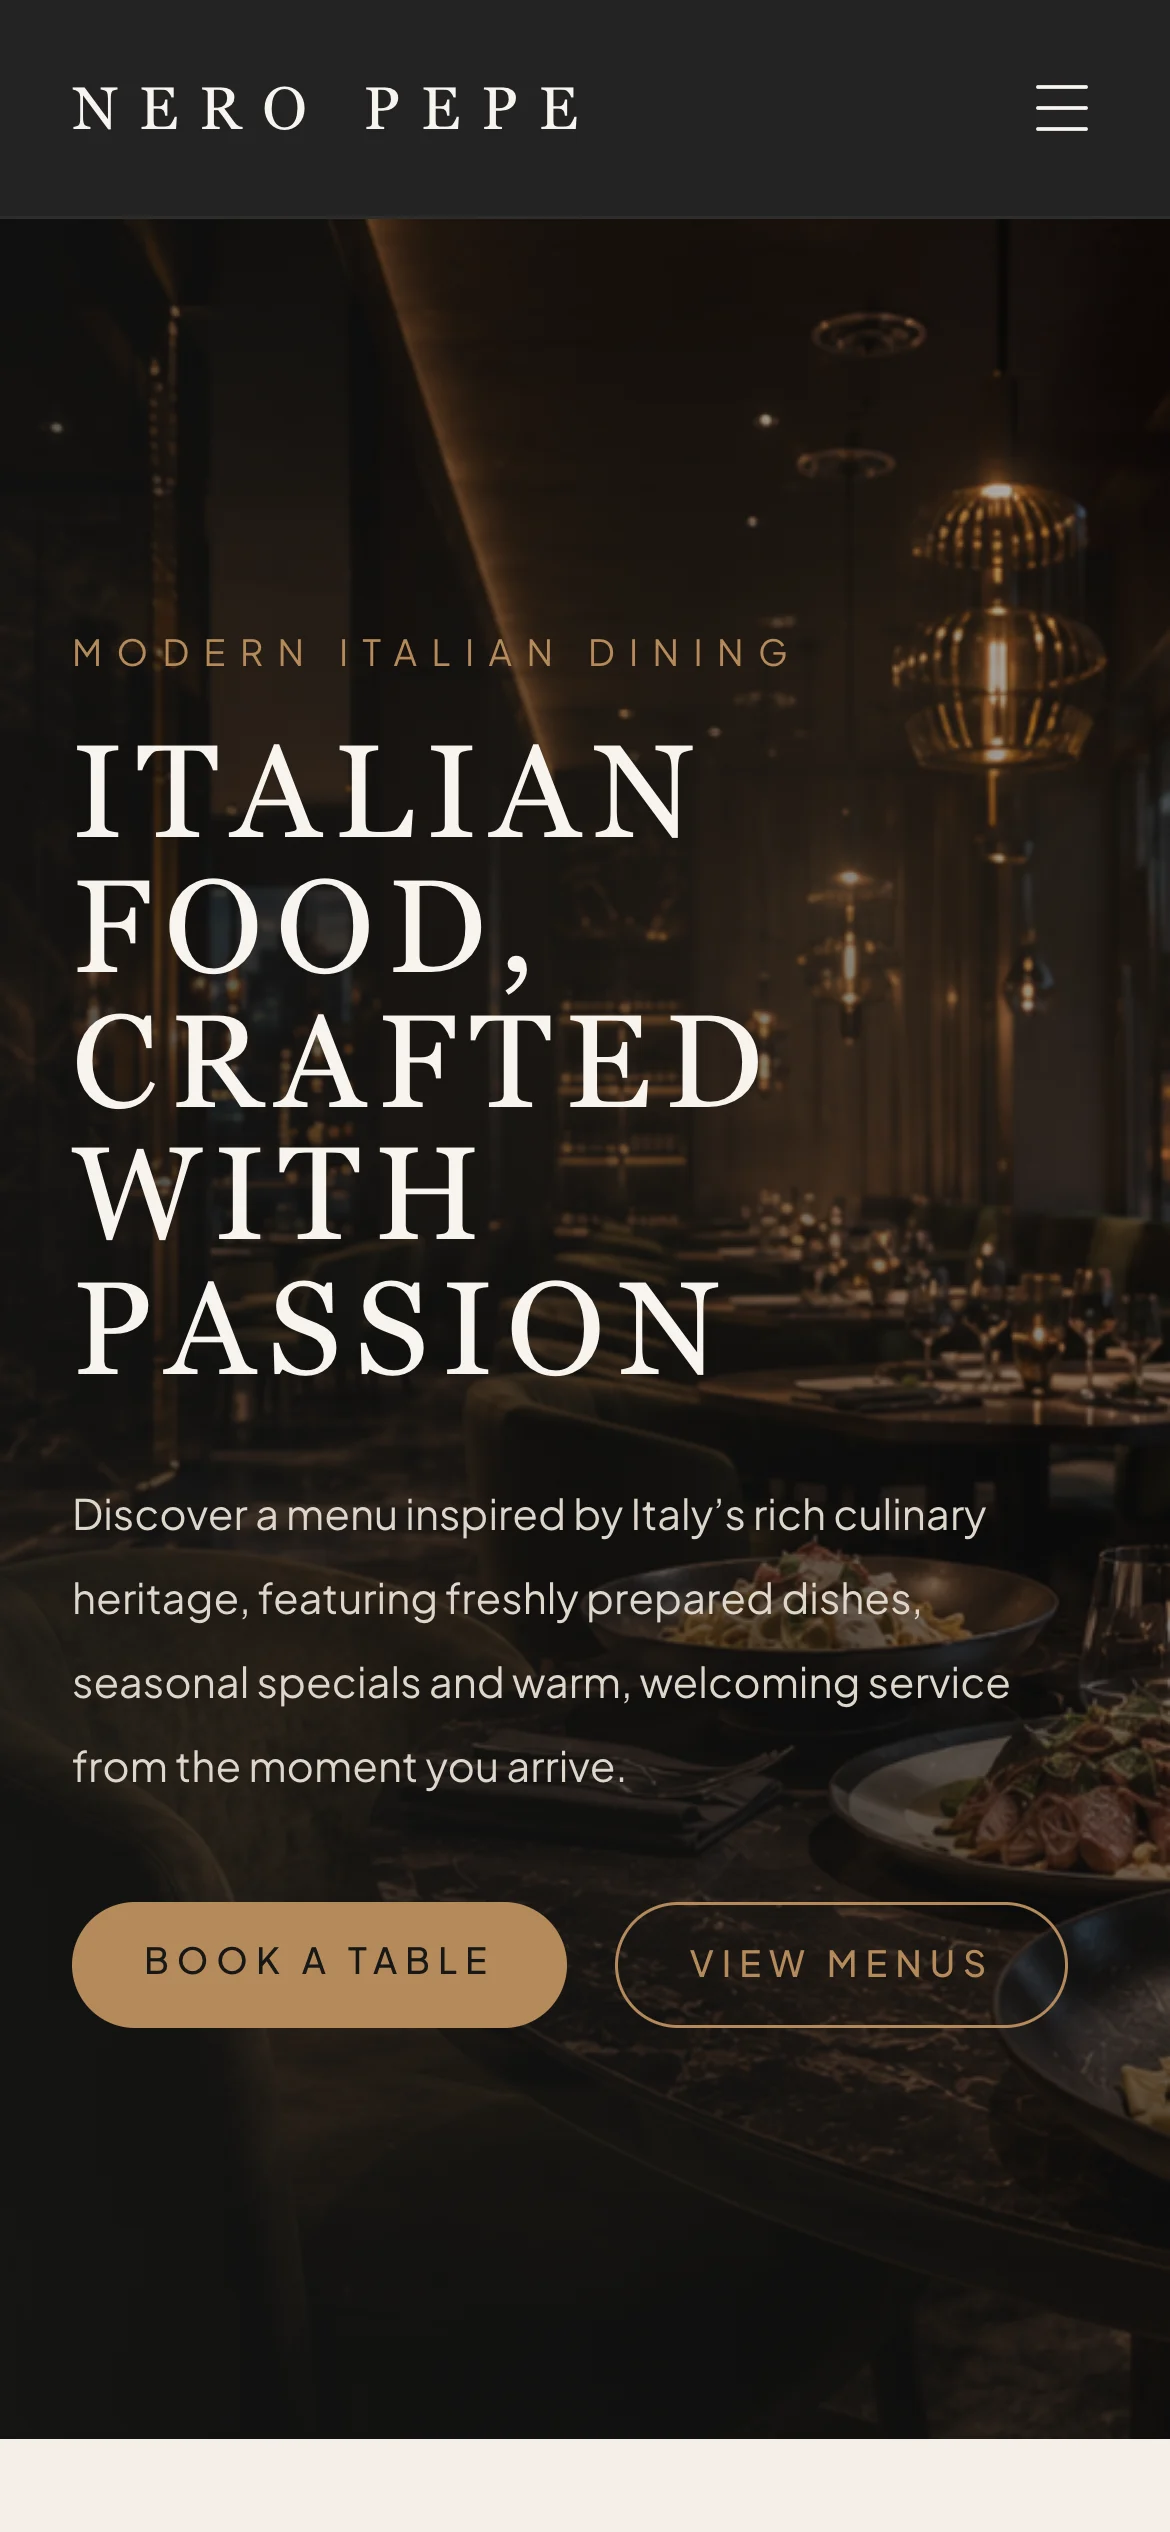 NERO PEPE
MODERN ITALIAN DINING
ITALIAN
FOOD,
CRAFTED
WITH
PASSION
Discover a menu inspired by Italy’s rich culinary
heritage, featuring freshly prepared dishes,
seasonal specials and warm, welcoming service
from the moment you arrive.
BOOK A TABLE
VIEW MENUS